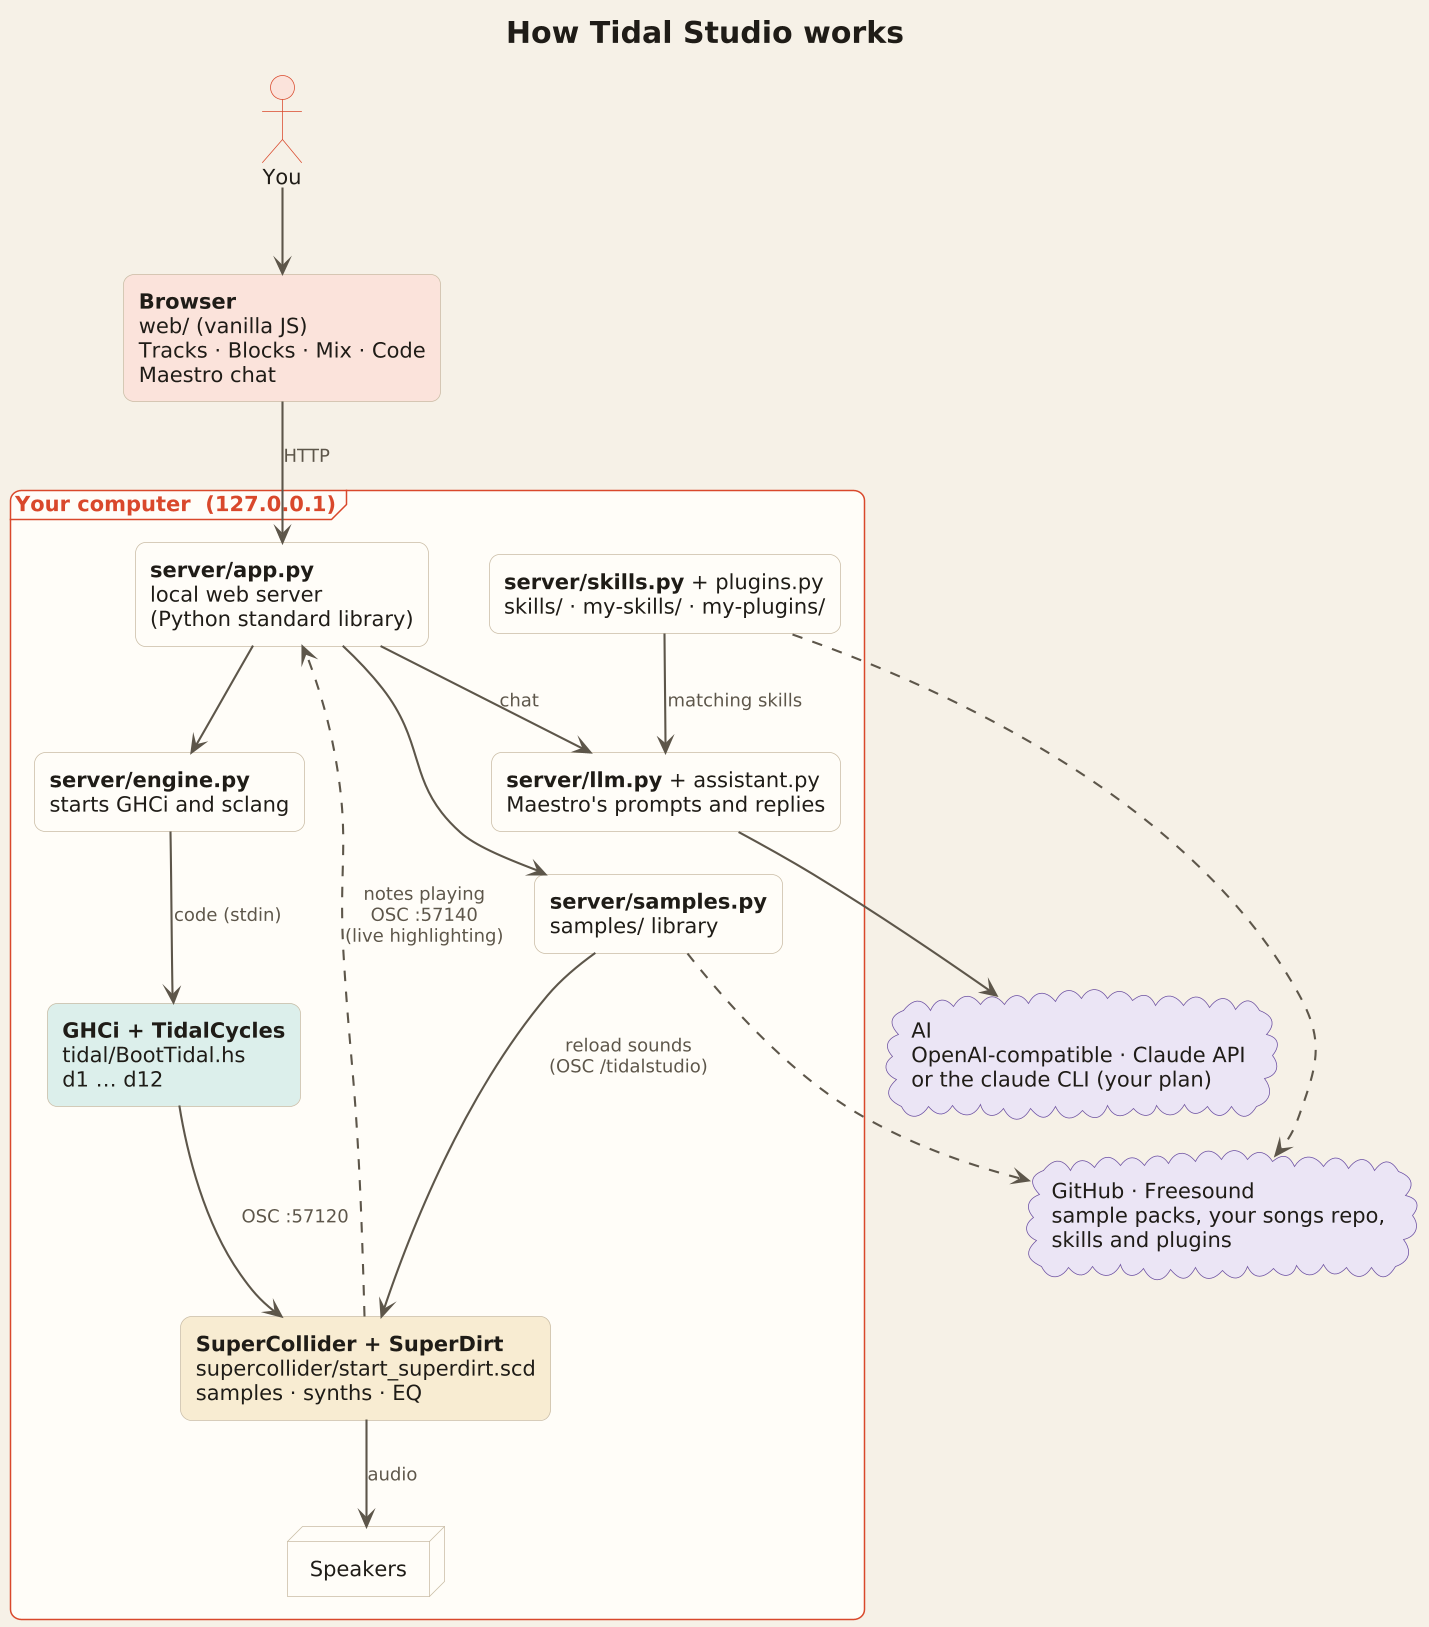 How Tidal Studio works
You
Browser
web/ (vanilla JS)
Tracks · Blocks · Mix · Code
Maestro chat
HTTP
Your computer  (127.0.0.1)
server/app.py
local web server
(Python standard library)
server/skills.py + plugins.py
skills/ · my-skills/ · my-plugins/
chat
matching skills
server/engine.py
starts GHCi and sclang
server/llm.py + assistant.py
Maestro's prompts and replies
code (stdin)
notes playing
OSC :57140
(live highlighting)
server/samples.py
samples/ library
GHCi + TidalCycles
tidal/BootTidal.hs
d1 … d12
reload sounds
(OSC /tidalstudio)
AI
OpenAI-compatible · Claude API
or the claude CLI (your plan)
OSC :57120
GitHub · Freesound
sample packs, your songs repo,
skills and plugins
SuperCollider + SuperDirt
supercollider/start_superdirt.scd
samples · synths · EQ
audio
Speakers